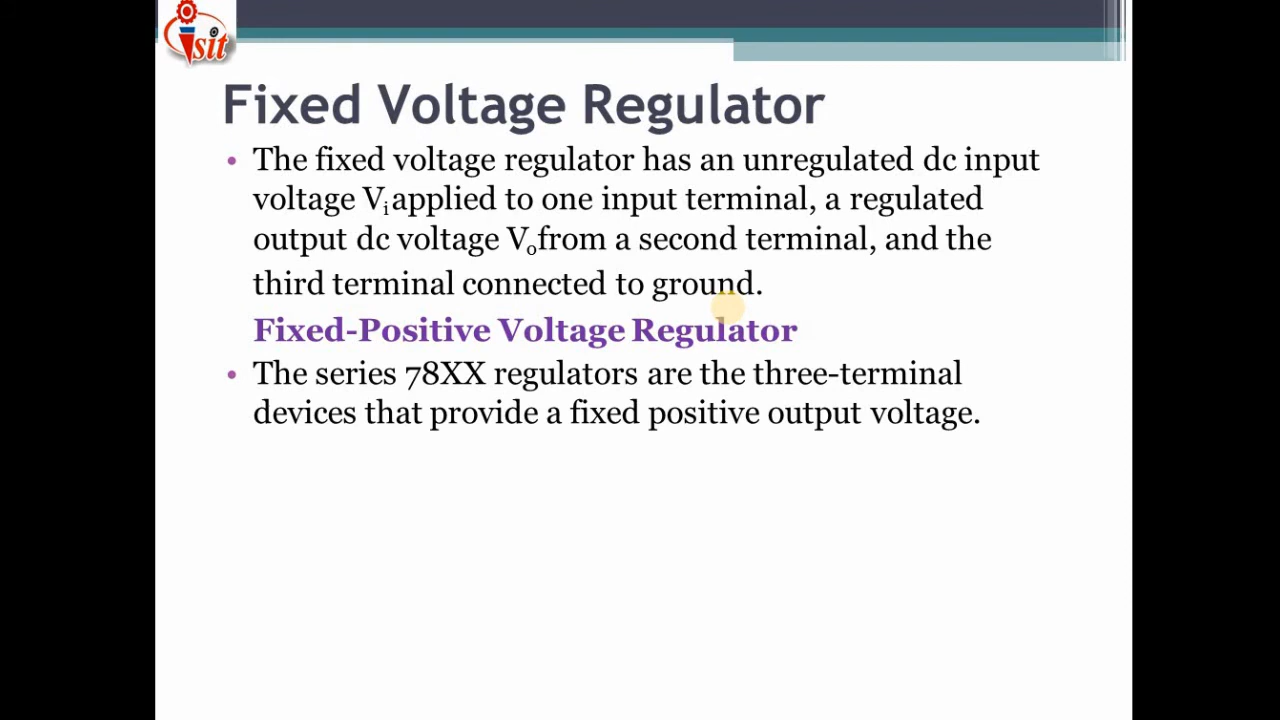 sit
Fixed Voltage Regulator
• The fixed voltage regulator has an unregulated dc input
voltage Vi applied to one input terminal, a regulated
output dc voltage Vo from a second terminal, and the
third terminal connected to ground.
Fixed-Positive Voltage Regulator
• The series 78XX regulators are the three-terminal
devices that provide a fixed positive output voltage.